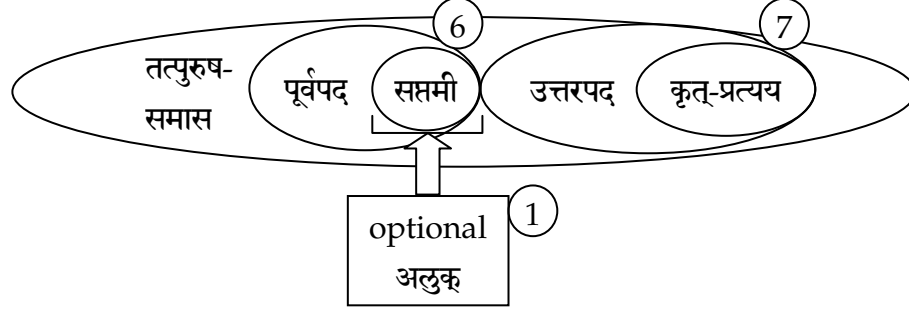 6
7
तत्पुरुष-
समास
पूर्वपद
सप्तमी
उत्तरपद
कृत्-प्रत्यय
1
optional
अलुक्